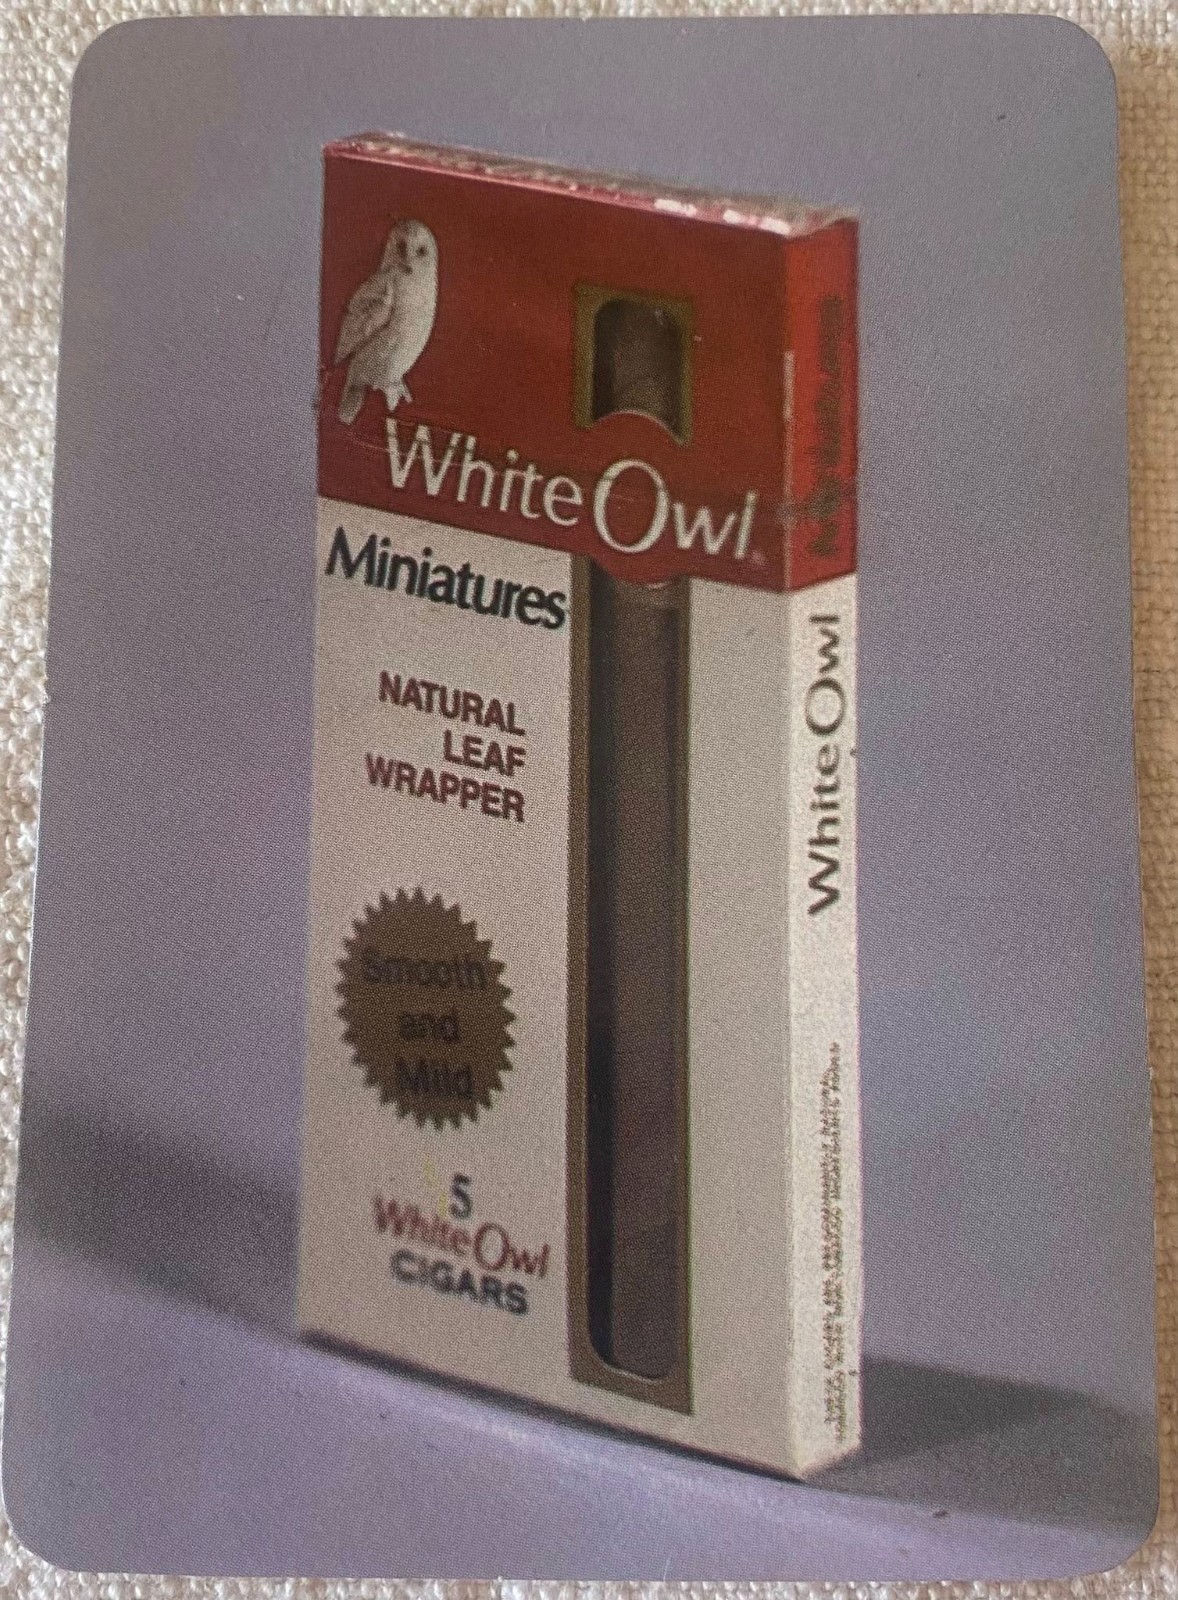 White Owl
Miniatures
NATURAL
LEAF
WRAPPER
Smooth
and
Mild
5
White Owl
CIGARS
White Owl